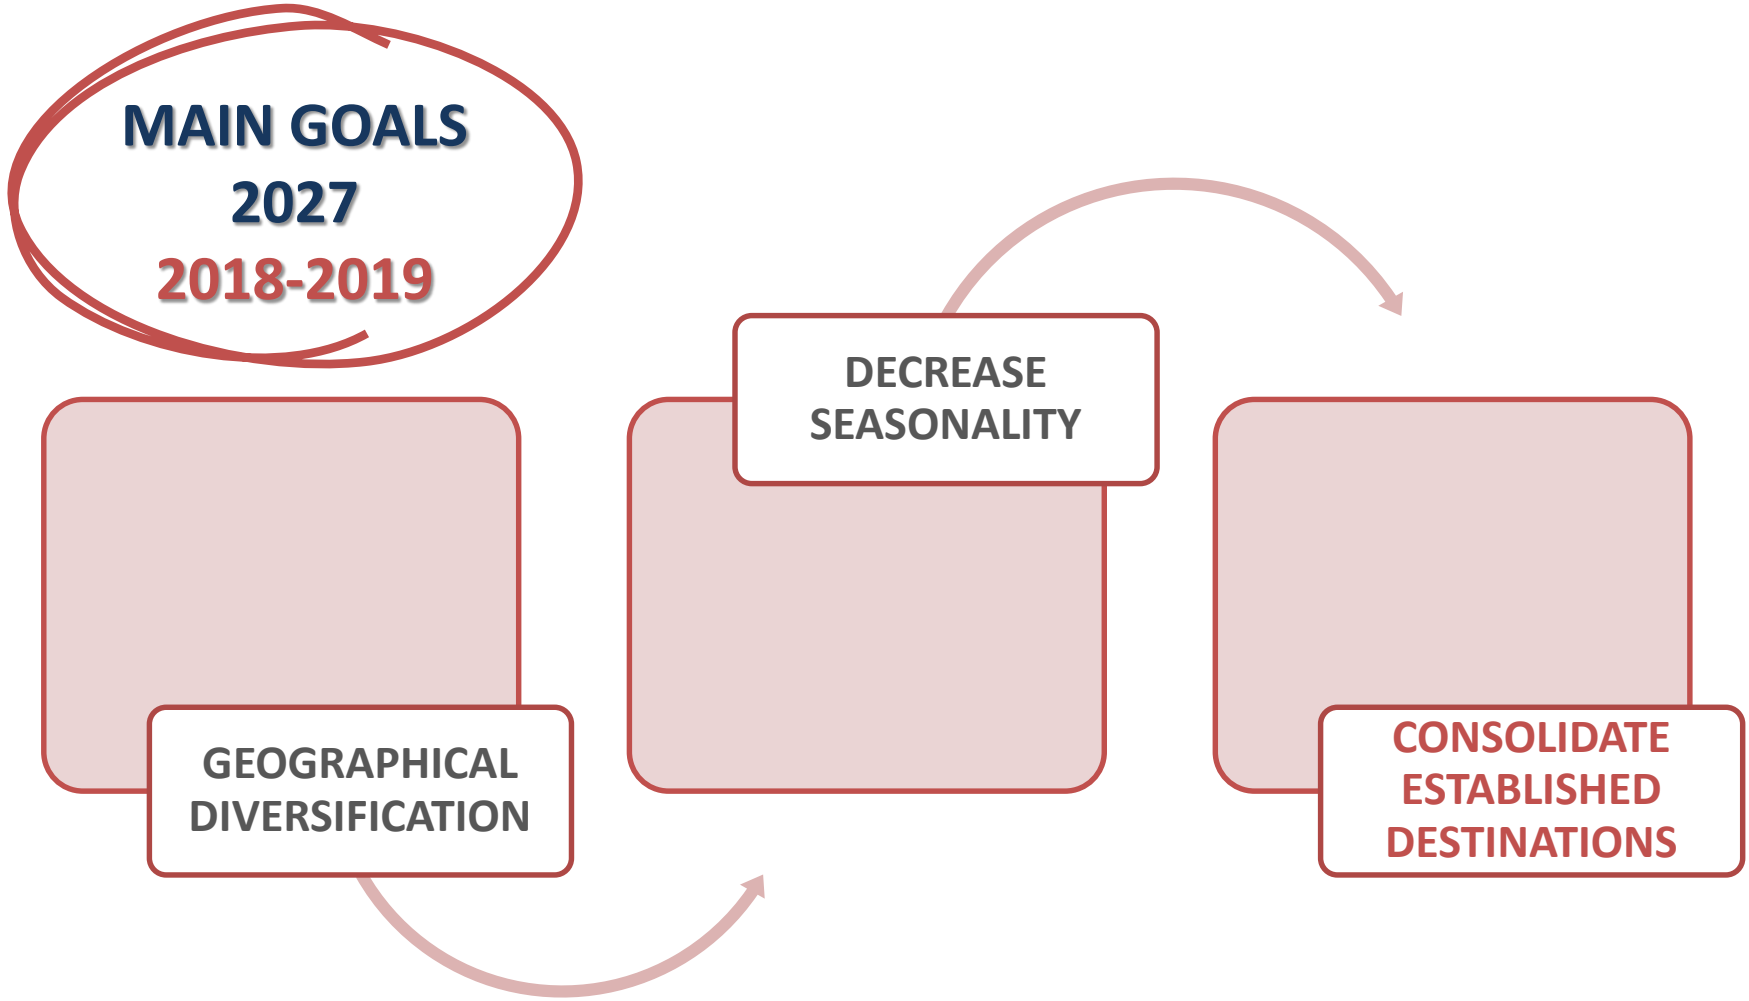 MAIN GOALS
2027
2018-2019
DECREASE
SEASONALITY
GEOGRAPHICAL
DIVERSIFICATION
CONSOLIDATE
ESTABLISHED
DESTINATIONS